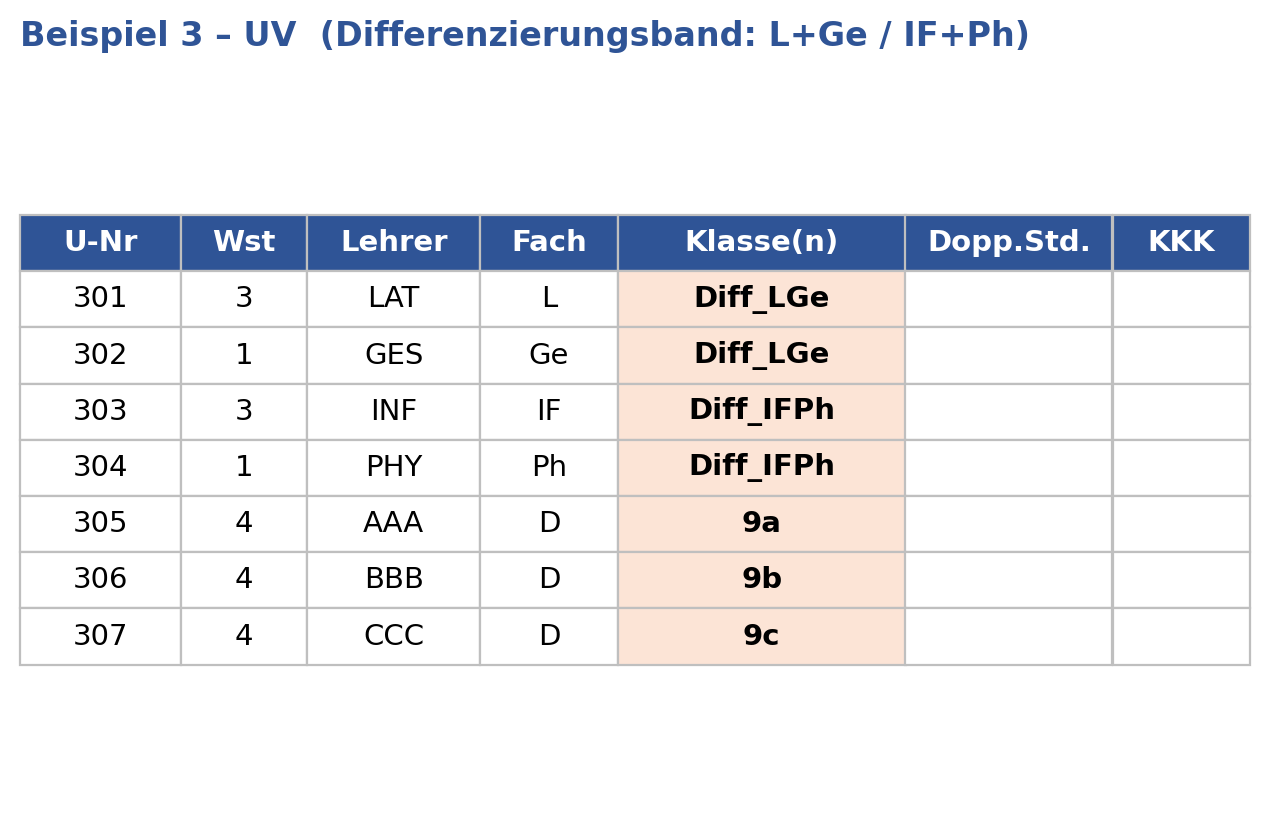 Beispiel 3 – UV  (Differenzierungsband: L+Ge / IF+Ph)
U-Nr Wst Lehrer Fach Klasse(n) Dopp.Std. KKK
301 3 LAT L Diff_LGe
302 1 GES Ge Diff_LGe
303 3 INF IF Diff_IFPh
304 1 PHY Ph Diff_IFPh
305 4 AAA D 9a
306 4 BBB D 9b
307 4 CCC D 9c